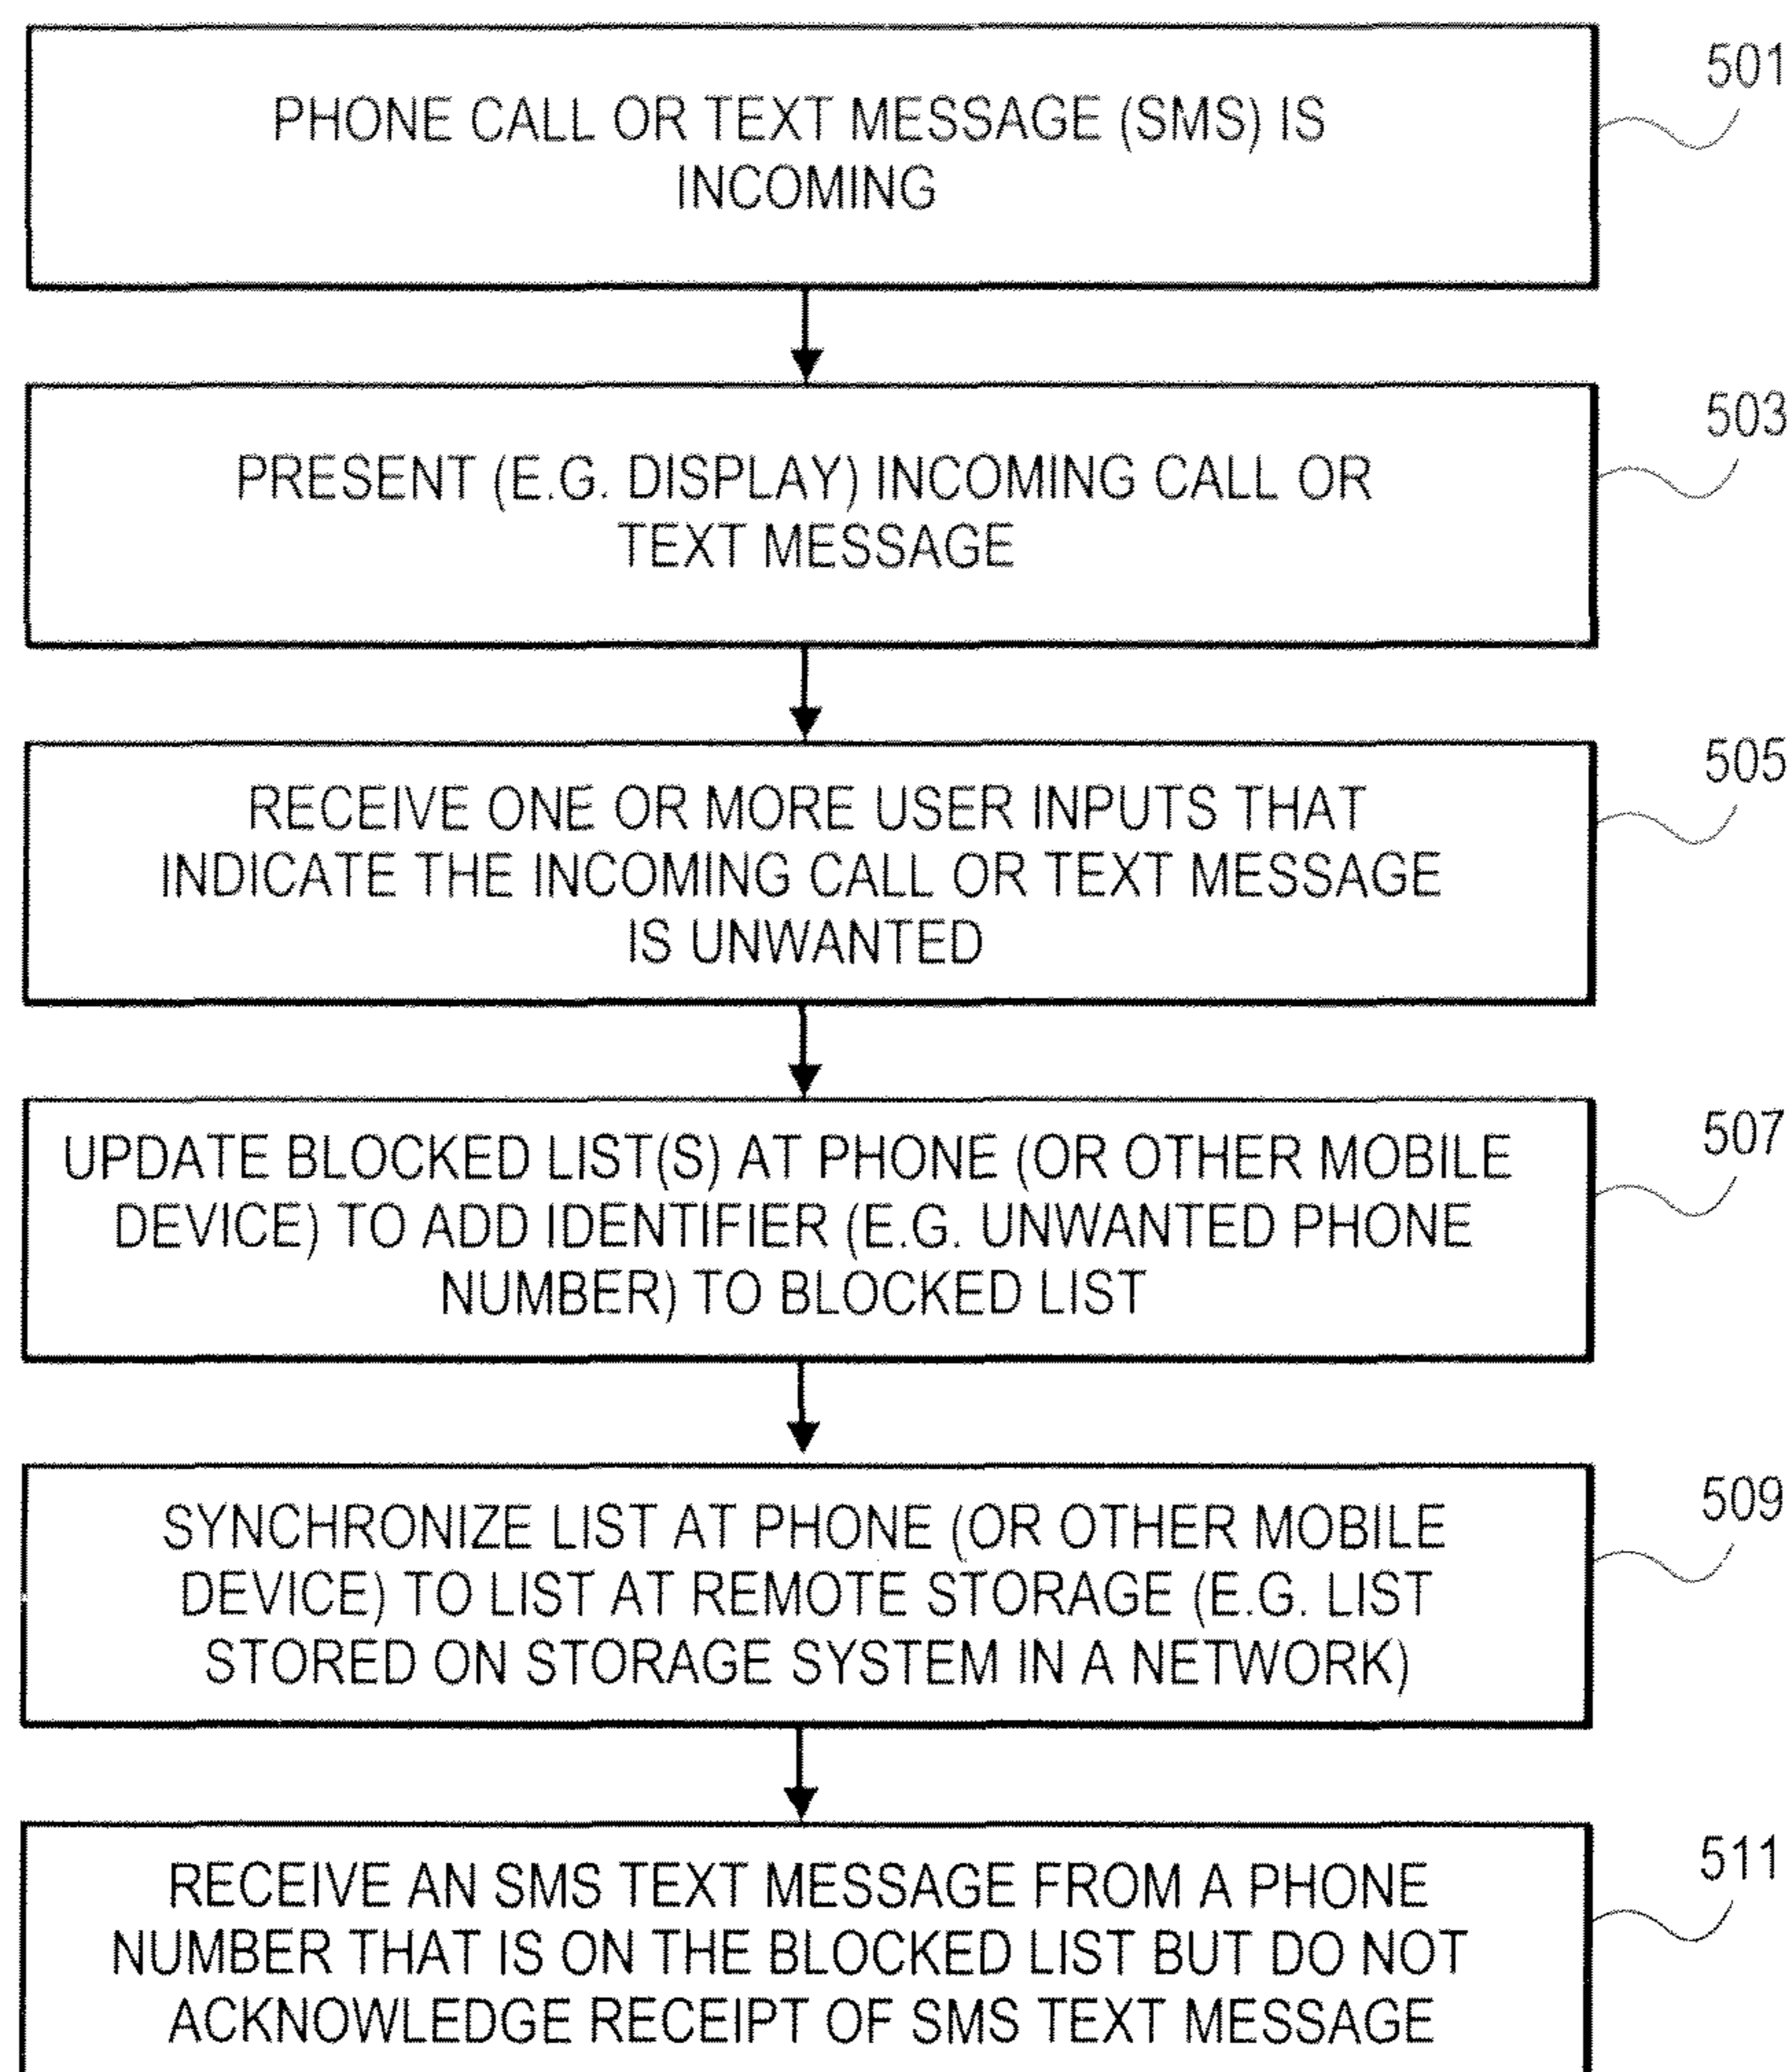 PHONE CALL OR TEXT MESSAGE (SMS) IS
INCOMING
501
PRESENT (E.G. DISPLAY) INCOMING CALL OR
TEXT MESSAGE
503
RECEIVE ONE OR MORE USER INPUTS THAT
INDICATE THE INCOMING CALL OR TEXT MESSAGE
IS UNWANTED
505
UPDATE BLOCKED LIST(S) AT PHONE (OR OTHER MOBILE
DEVICE) TO ADD IDENTIFIER (E.G. UNWANTED PHONE
NUMBER) TO BLOCKED LIST
507
SYNCHRONIZE LIST AT PHONE (OR OTHER MOBILE
DEVICE) TO LIST AT REMOTE STORAGE (E.G. LIST
STORED ON STORAGE SYSTEM IN A NETWORK)
509
RECEIVE AN SMS TEXT MESSAGE FROM A PHONE
NUMBER THAT IS ON THE BLOCKED LIST BUT DO NOT
ACKNOWLEDGE RECEIPT OF SMS TEXT MESSAGE
511